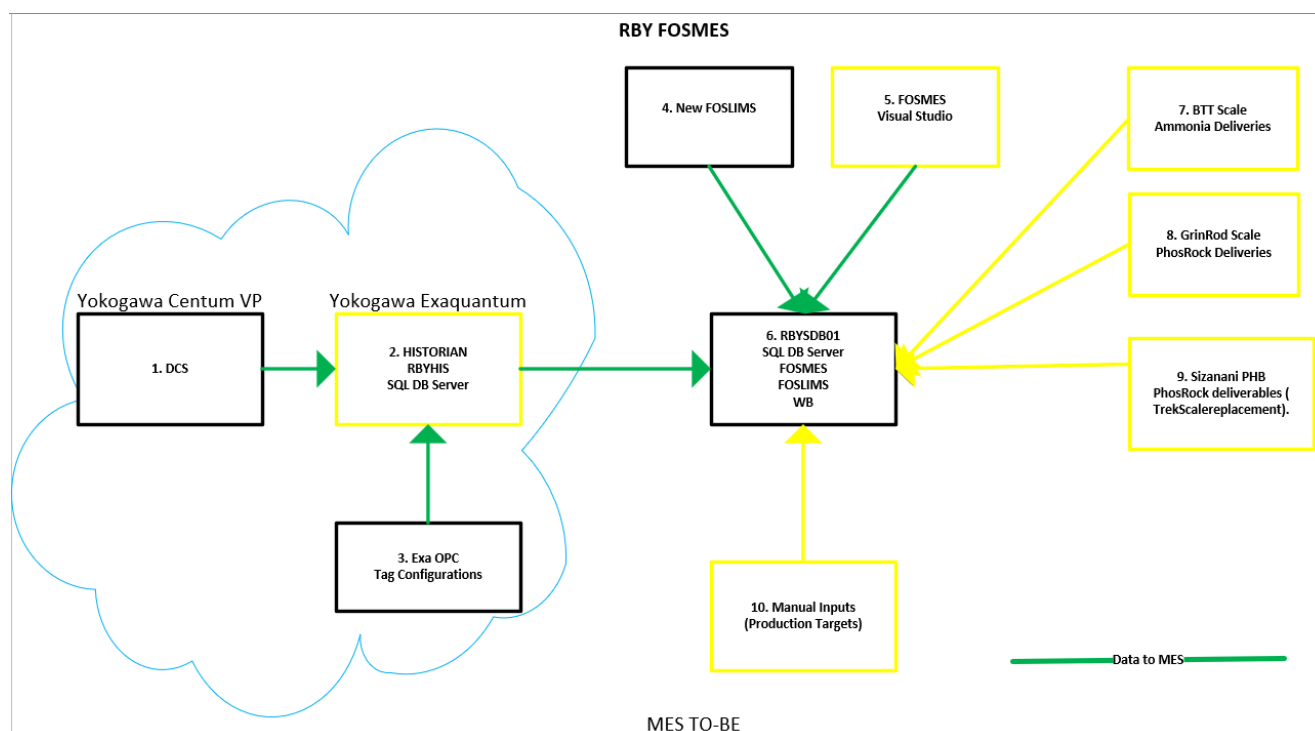 RBY FOSMES
4. New FOSLIMS
5. FOSMES
Visual Studio
7. BTT Scale
Ammonia Deliveries
8. GrinRod Scale
PhosRock Deliveries
Yokogawa Centum VP
Yokogawa Exaquantum
1. DCS
2. HISTORIAN
RBYHIS
SQL DB Server
6. RBYSDB01
SQL DB Server
FOSMES
FOSLIMS
WB
9. Sizanani PHB
PhosRock deliverables (
TrekScalereplacement).
3. Exa OPC
Tag Configurations
10. Manual Inputs
(Production Targets)
Data to MES
MES TO-BE